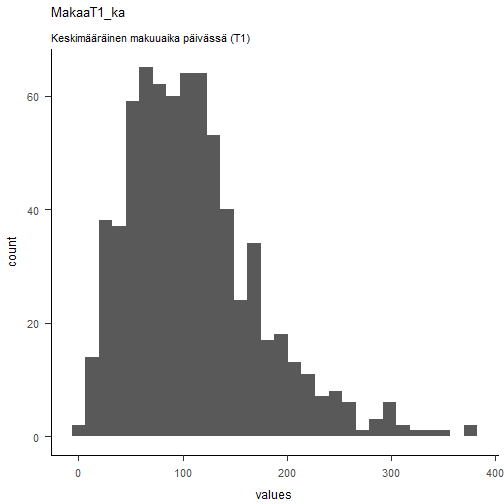 MakaaT1_ka
Keskimääräinen makuuaika päivässä (T1)
60
40
20
0
count
0 100 200 300 400
values